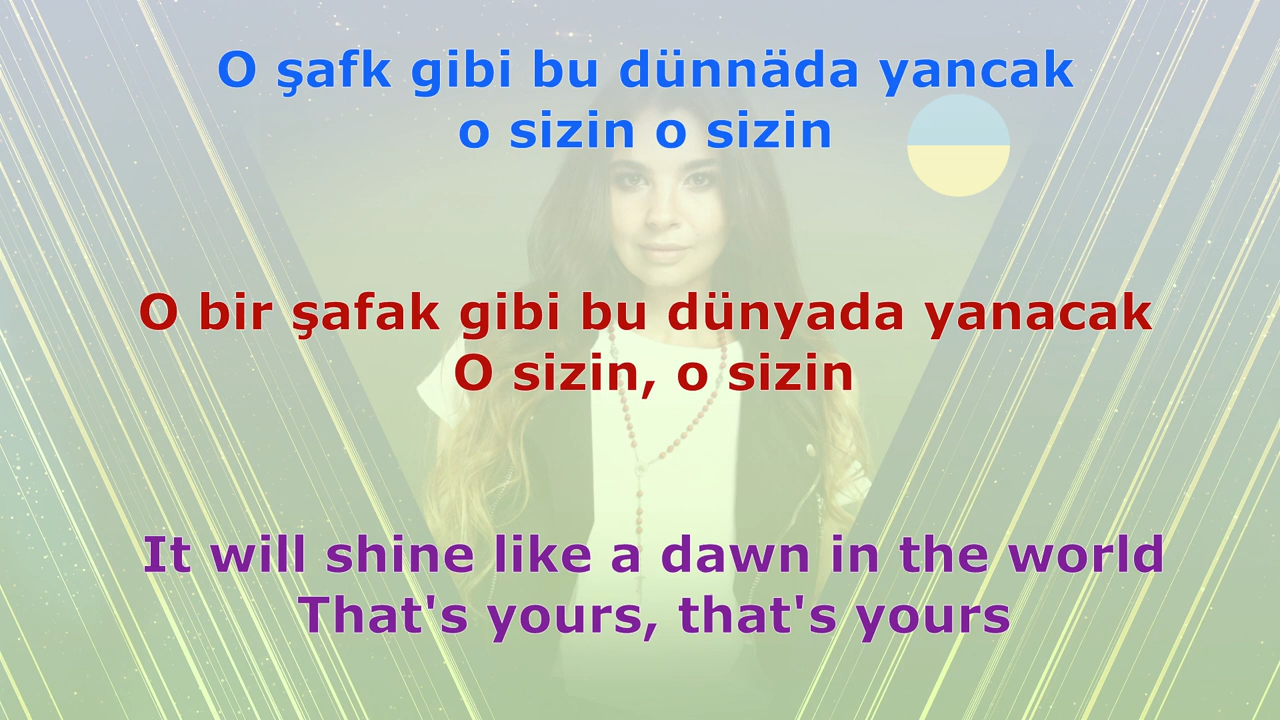 O şafk gibi bu dünnäda yancak
o sizin o sizin
O bir şafak gibi bu dünyada yanacak
O sizin, o sizin
It will shine like a dawn in the world
That's yours, that's yours